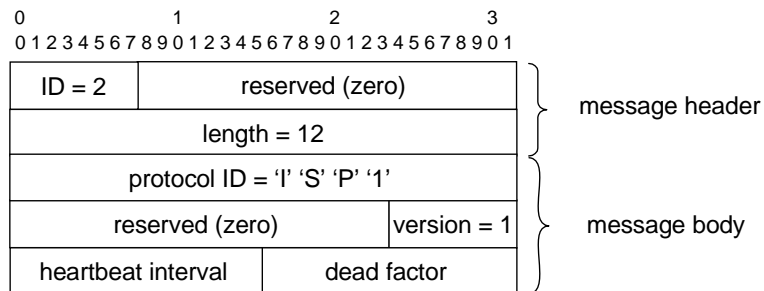 0 1 2 3
0 1 2 3 4 5 6 7 8 9 0 1 2 3 4 5 6 7 8 9 0 1 2 3 4 5 6 7 8 9 0 1
ID = 2 reserved (zero)
message header
length = 12
protocol ID = ‘I’ ‘S’ ‘P’ ‘1’
reserved (zero) version = 1 message body
heartbeat interval dead factor